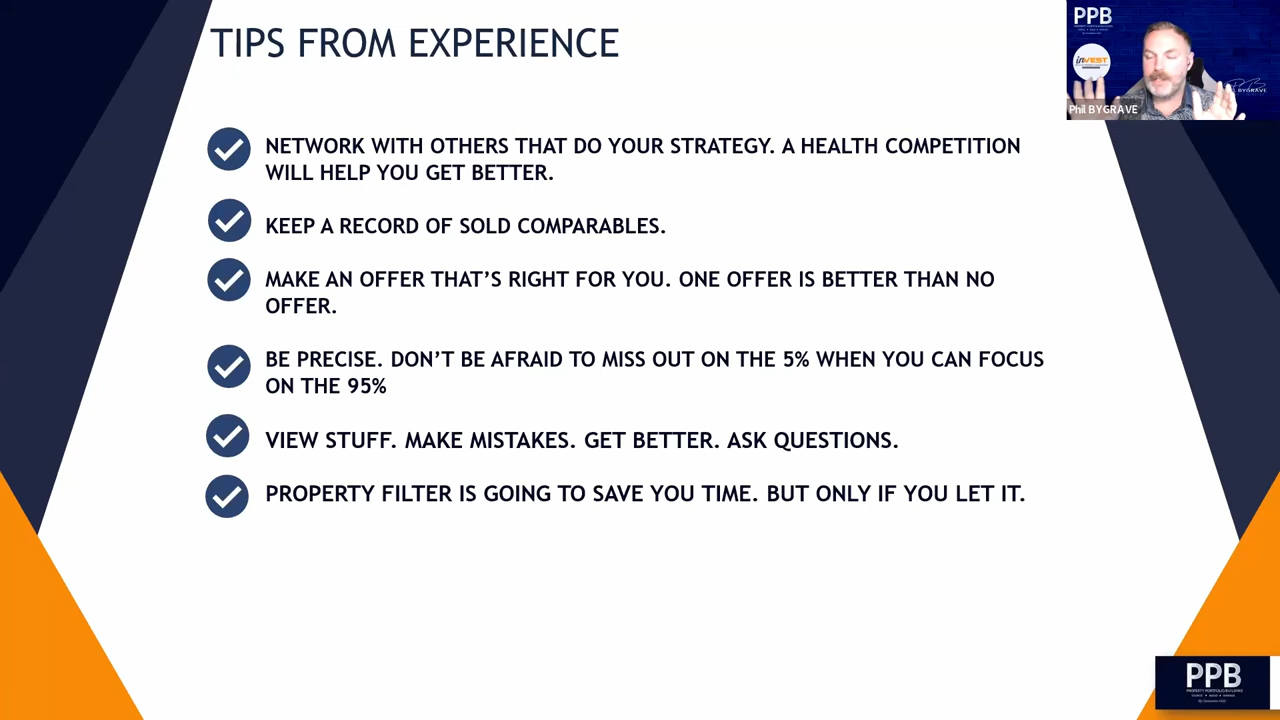 TIPS FROM EXPERIENCE
PPB
inVEST
Phil BYGRAVE
BYGRAVE
NETWORK WITH OTHERS THAT DO YOUR STRATEGY. A HEALTH COMPETITION
WILL HELP YOU GET BETTER.
KEEP A RECORD OF SOLD COMPARABLES.
MAKE AN OFFER THAT'S RIGHT FOR YOU. ONE OFFER IS BETTER THAN NO
OFFER.
BE PRECISE. DON'T BE AFRAID TO MISS OUT ON THE 5% WHEN YOU CAN FOCUS
ON THE 95%
VIEW STUFF. MAKE MISTAKES. GET BETTER. ASK QUESTIONS.
PROPERTY FILTER IS GOING TO SAVE YOU TIME. BUT ONLY IF YOU LET IT.
PPB